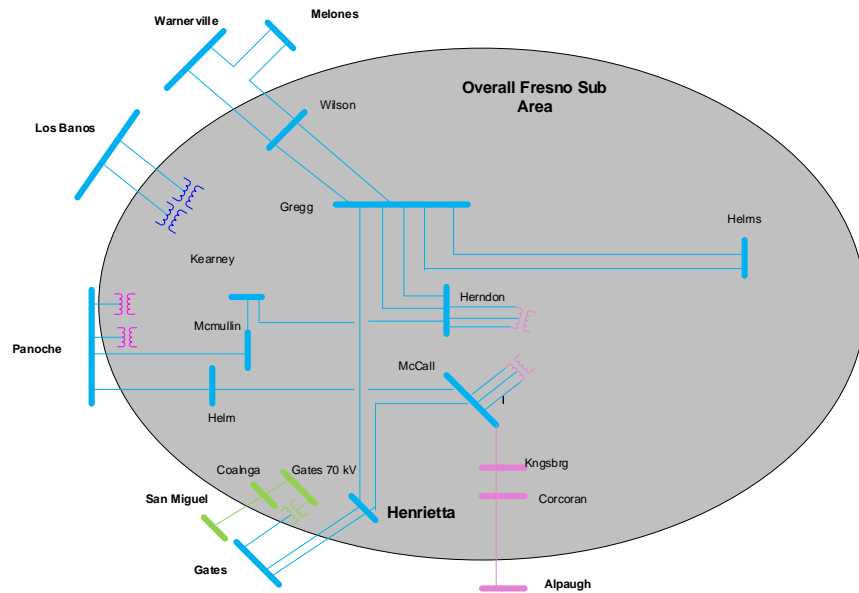 Melones
Warnerville
Overall Fresno Sub
Area
Wilson
Los Banos
Gregg
Helms
Kearney
Herndon
Mcmullin
Panoche
McCall
Helm
l
Kngsbrg
Coalnga
Gates 70 kV
San Miguel
Corcoran
Henrietta
Gates
Alpaugh